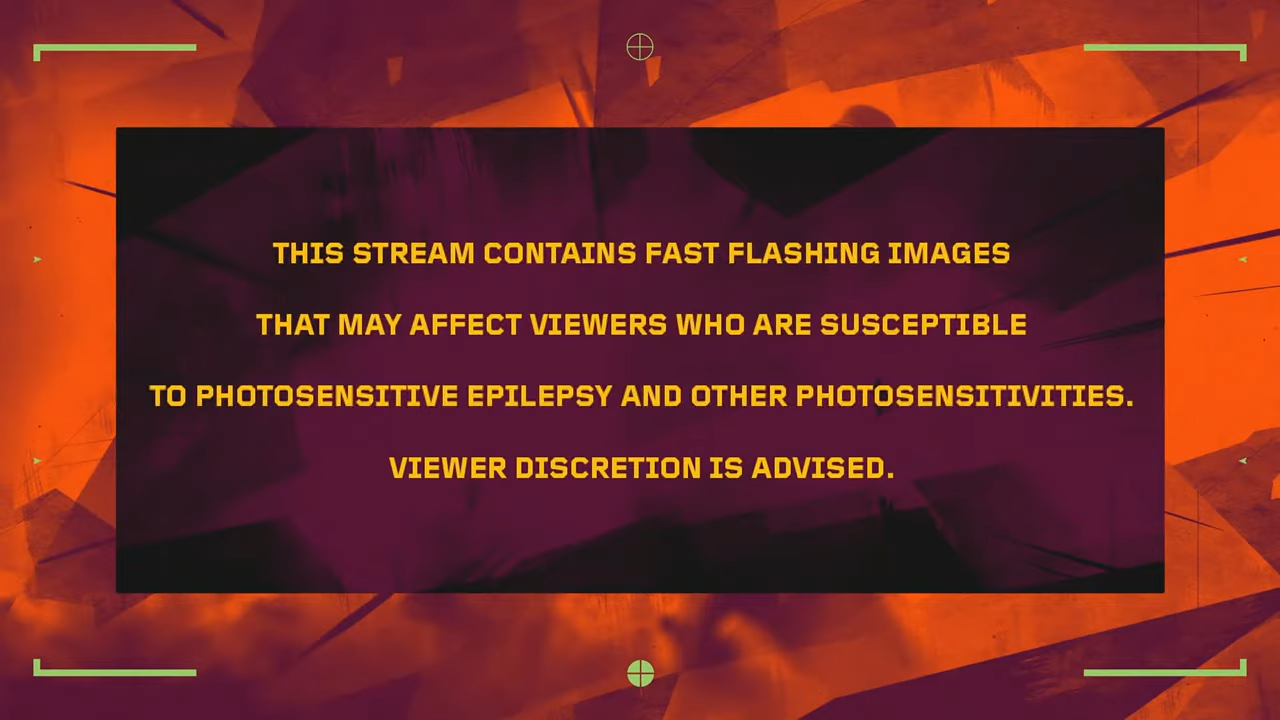 THIS STREAM CONTAINS FAST FLASHING IMAGES
THAT MAY AFFECT VIEWERS WHO ARE SUSCEPTIBLE
TO PHOTOSENSITIVE EPILEPSY AND OTHER PHOTOSENSITIVITIES.
VIEWER DISCRETION IS ADVISED.